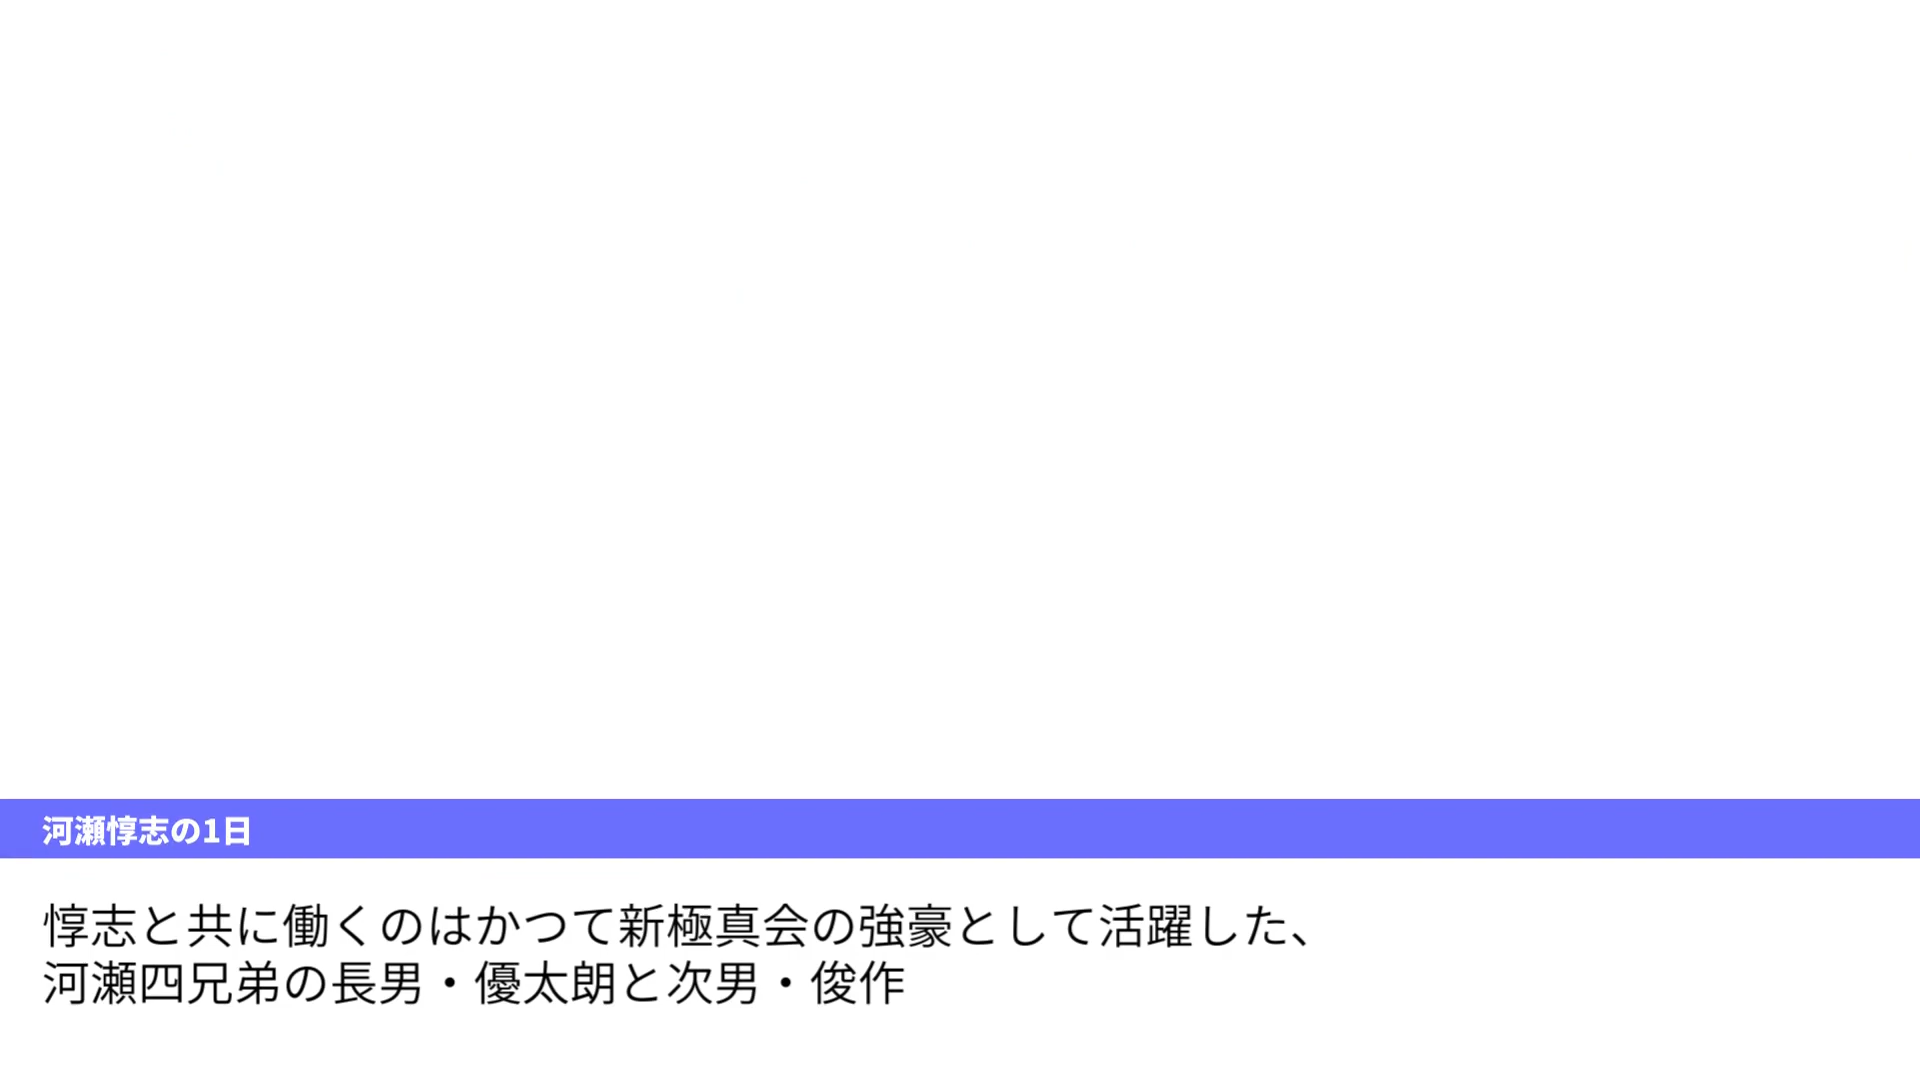 河瀬惇志の1日
惇志と共に働くのはかつて新極真会の強豪として活躍した、
河瀬四兄弟の長男・優太朗と次男・俊作